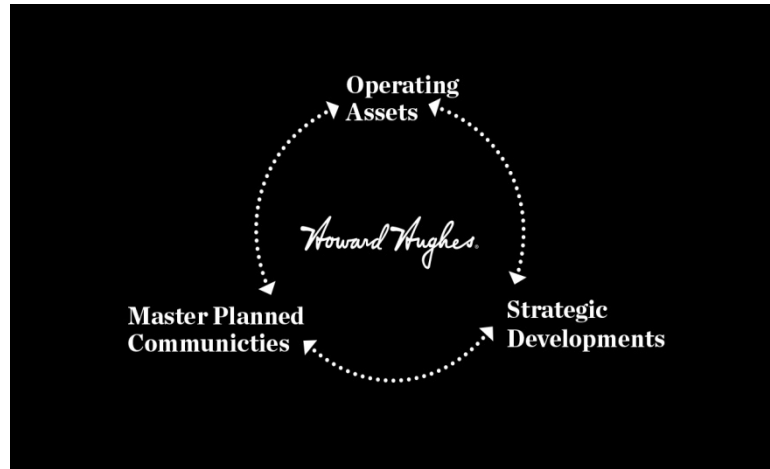 Operating
Assets
Howard Hughes.
Master Planned
Communicties
Strategic
Developments